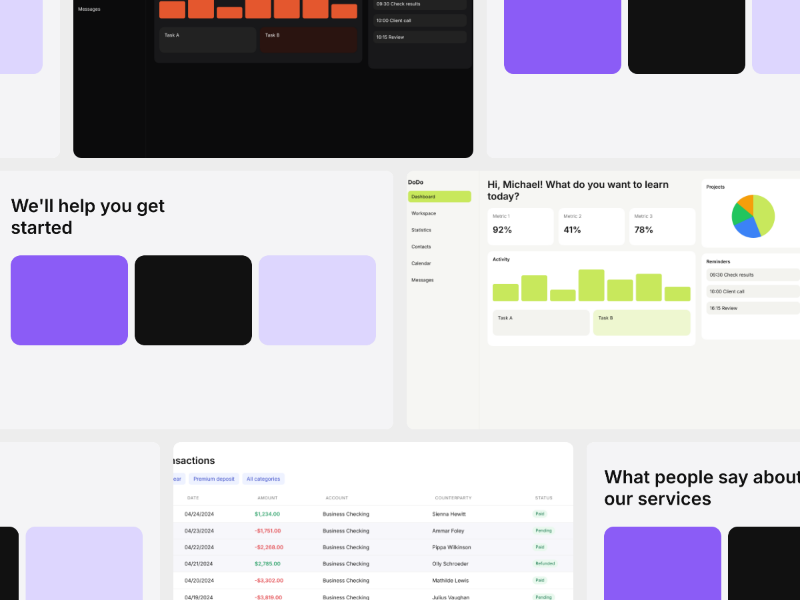 Messages
09:30 Check results
10:00 Client call
16:15 Review
Task A
Task B
We'll help you get
started
DoDo
Dashboard
Workspace
Statistics
Contacts
Calendar
Messages
Hi, Michael! What do you want to learn
today?
Metric 1
92%
Metric 2
41%
Metric 3
78%
Activity
Task A
Task B
Projects
Reminders
09:30 Check results
10:00 Client call
16:15 Review
nsactions
Premium deposit
All categories
DATE AMOUNT ACCOUNT COUNTERPARTY STATUS
04/24/2024 $1,234.00 Business Checking Sienna Hewitt Paid
04/23/2024 -$1,751.00 Business Checking Ammar Foley Pending
04/22/2024 -$2,268.00 Business Checking Pippa Wilkinson Paid
04/21/2024 $2,785.00 Business Checking Olly Schroeder Refunded
04/20/2024 -$3,302.00 Business Checking Mathilde Lewis Paid
04/19/2024 -$3,819.00 Business Checking Julius Vaughan Pending
What people say about
our services